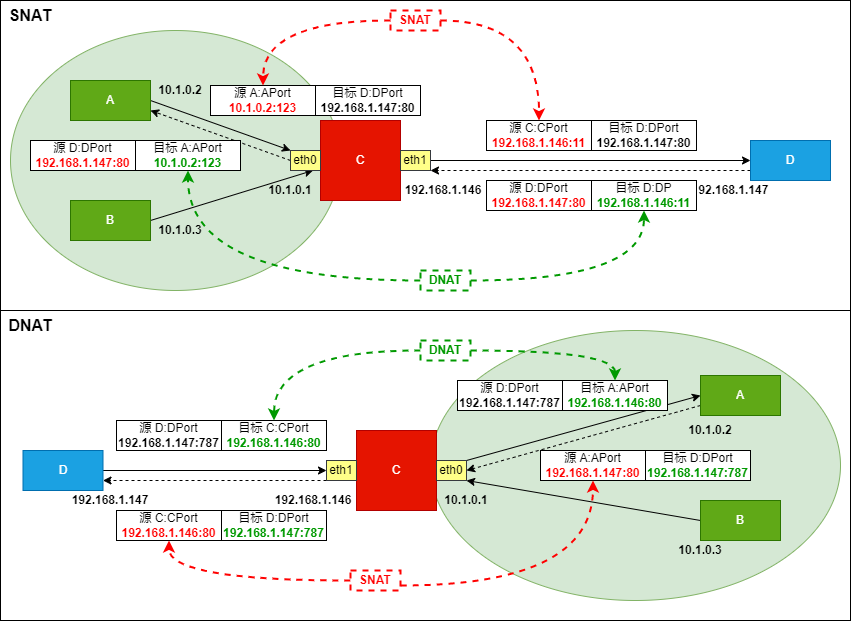 SNAT
SNAT
A
10.1.0.2
源 A:APort
目标 D:DPort
10.1.0.2:123
192.168.1.147:80
源 C:CPort
目标 D:DPort
192.168.1.146:11
192.168.1.147:80
源 D:DPort
目标 A:APort
192.168.1.147:80
10.1.0.2:123
eth0
C
eth1
D
10.1.0.1
192.168.1.146
源 D:DPort
目标 D:DP
192.168.1.147:80
192.168.1.146:11
92.168.1.147
B
10.1.0.3
DNAT
DNAT
DNAT
源 D:DPort
目标 A:APort
192.168.1.147:787
192.168.1.146:80
A
10.1.0.2
源 D:DPort
目标 C:CPort
192.168.1.147:787
192.168.1.146:80
源 A:APort
目标 D:DPort
192.168.1.147:80
192.168.1.147:787
D
eth1
C
eth0
192.168.1.147
192.168.1.146
10.1.0.1
源 C:CPort
目标 D:DPort
192.168.1.146:80
192.168.1.147:787
B
10.1.0.3
SNAT